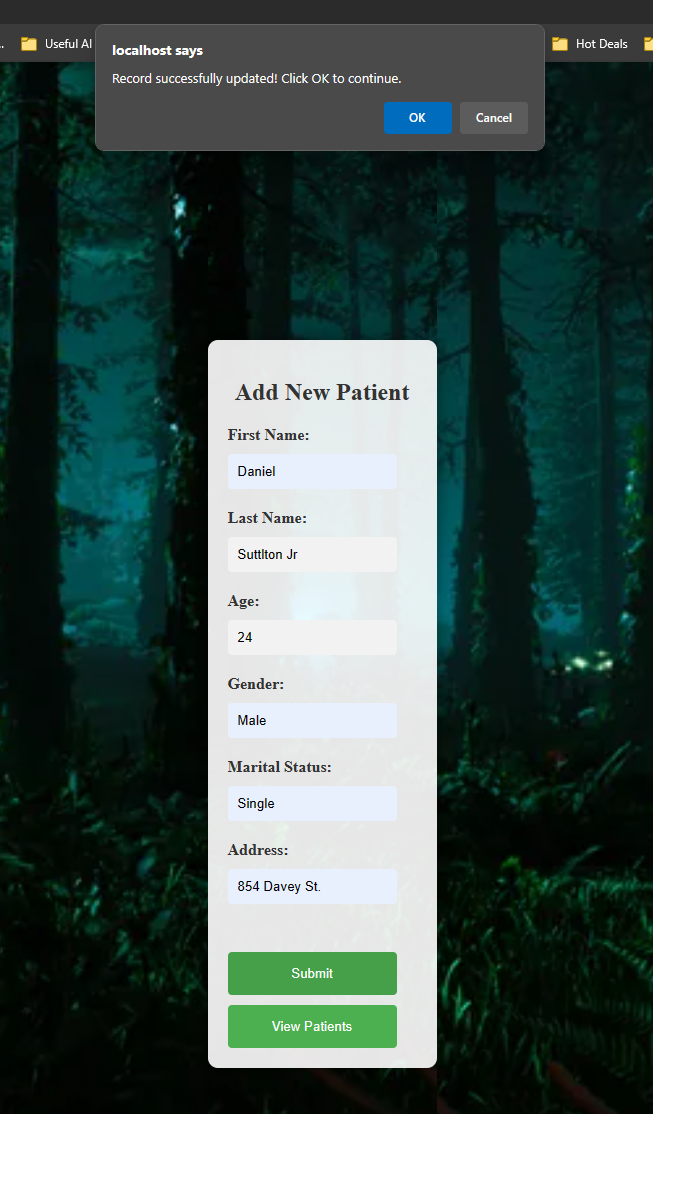 Useful AI
Hot Deals
localhost says
Record successfully updated! Click OK to continue.
OK
Cancel
Add New Patient
First Name:
Daniel
Last Name:
Suttlton Jr
Age:
24
Gender:
Male
Marital Status:
Single
Address:
854 Davey St.
Submit
View Patients